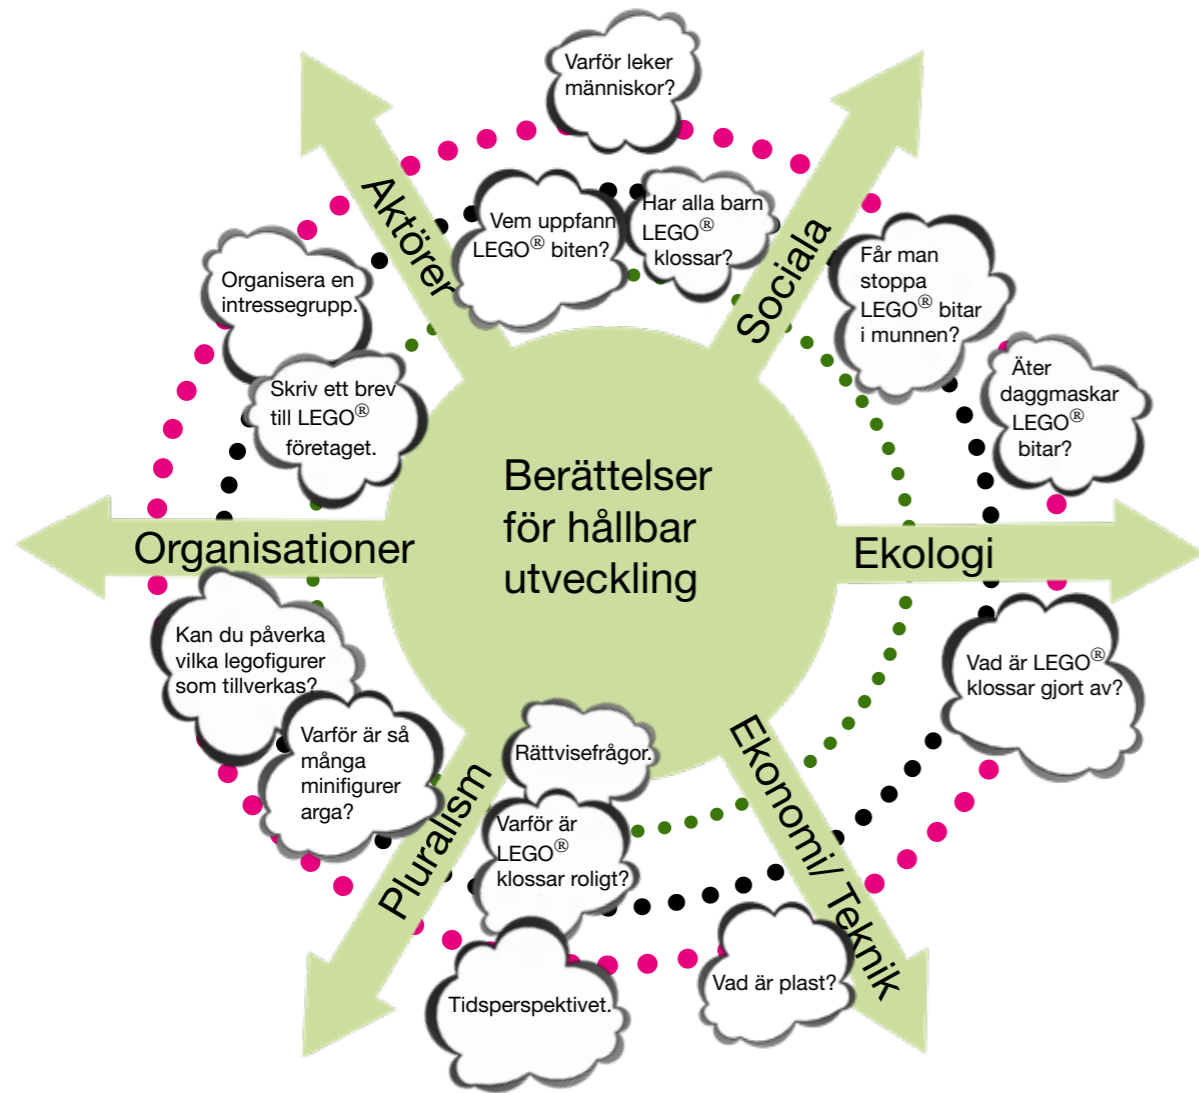 Varför leker
människor?
Aktörer
Vem uppfann
LEGO® biten?
Har alla barn
LEGO®
klossar?
Sociala
Organisera en
intressegrupp.
Får man
stoppa
LEGO® bitar
i munnen?
Skriv ett brev
till LEGO®
företaget.
Äter
daggmaskar
LEGO®
bitar?
Berättelser
för hållbar
utveckling
Organisationer
Ekologi
Kan du påverka
vilka legofigurer
som tillverkas?
Vad är LEGO®
klossar gjort av?
Varför är så
många
minifigurer
arga?
Pluralism
Rättvisefrågor.
Varför är
LEGO®
klossar roligt?
Ekonomi/ Teknik
Tidsperspektivet.
Vad är plast?